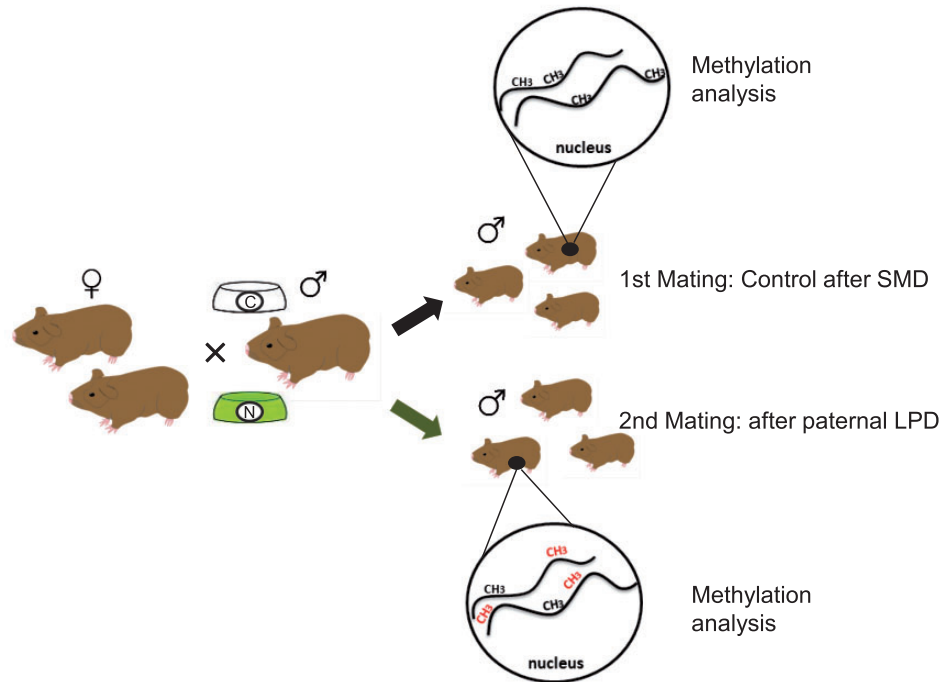 CH3
CH3
CH3
CH3
nucleus
Methylation
analysis
♀
C
♂
×
N
♂
1st Mating: Control after SMD
♂
2nd Mating: after paternal LPD
CH3
CH3
CH3
CH3
CH3
nucleus
Methylation
analysis